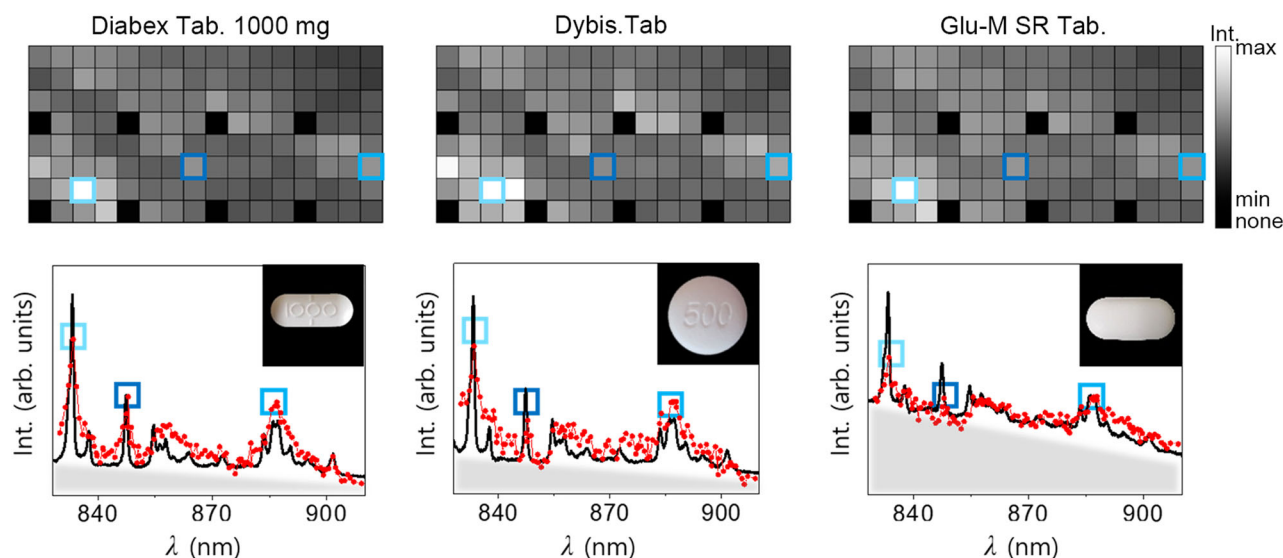 Diabex Tab. 1000 mg
Dybis.Tab
Glu-M SR Tab.
Int.
max
min
none
Int. (arb. units)
1000
840 870 900
λ (nm)
Int. (arb. units)
500
840 870 900
λ (nm)
Int. (arb. units)
840 870 900
λ (nm)